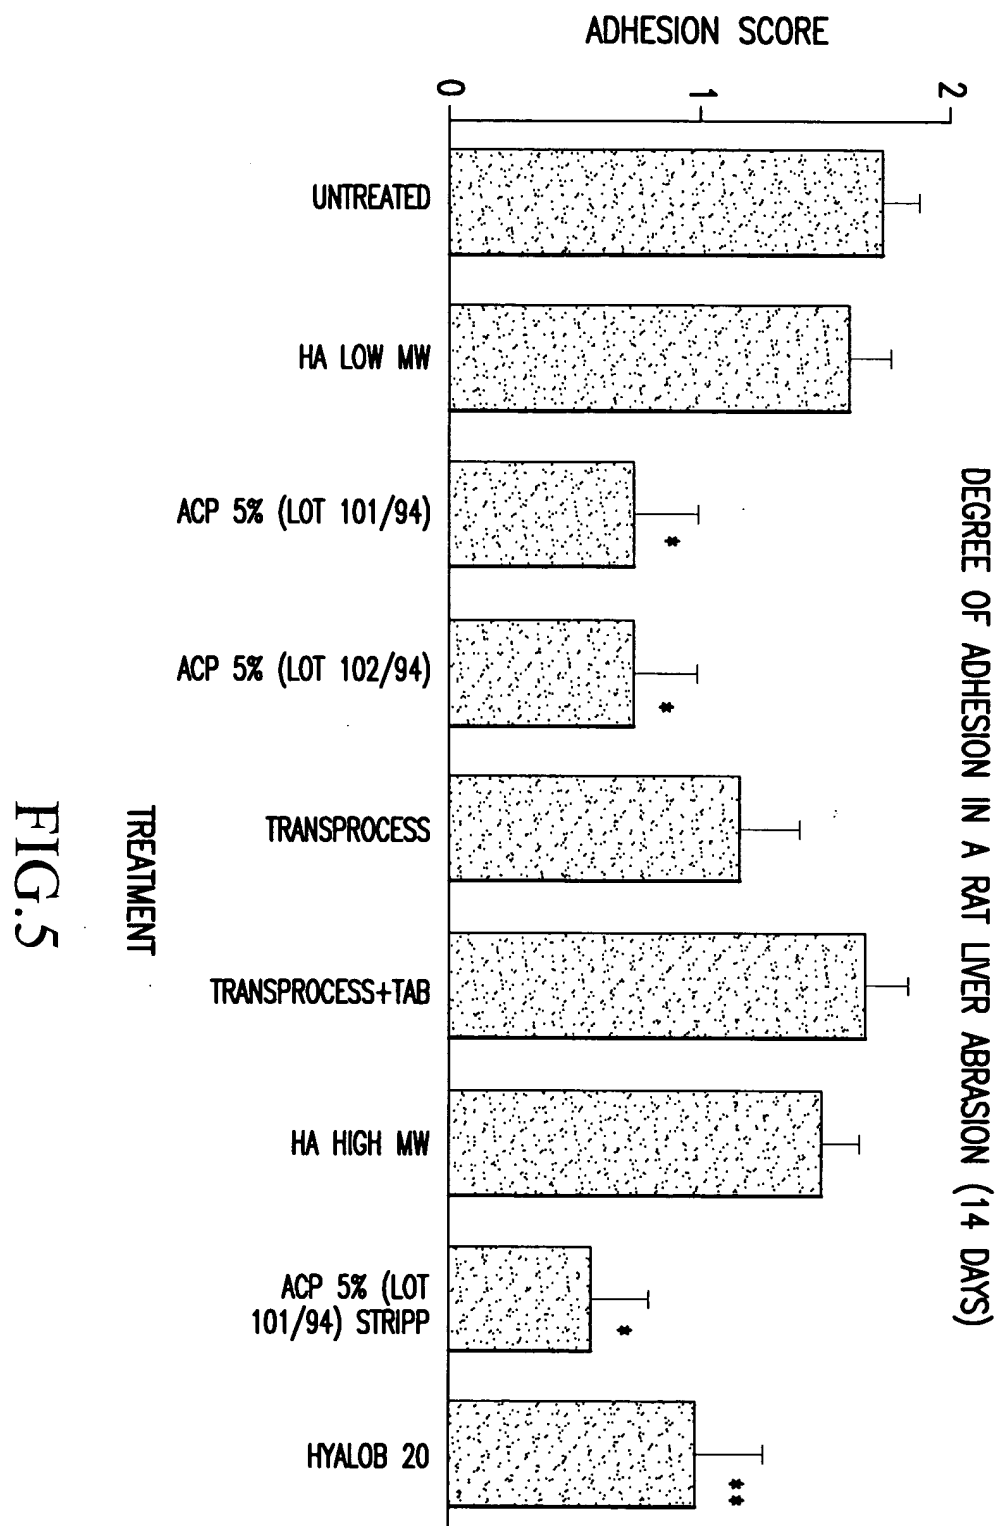 DEGREE OF ADHESION IN A RAT LIVER ABRASION (14 DAYS)
ADHESION SCORE
2
1
0
*
*
*
**
UNTREATED
HA LOW MW
ACP 5% (LOT 101/94)
ACP 5% (LOT 102/94)
TRANSPROCESS
TRANSPROCESS+TAB
HA HIGH MW
ACP 5% (LOT
101/94) STRIPP
HYALOB 20
TREATMENT
FIG.5